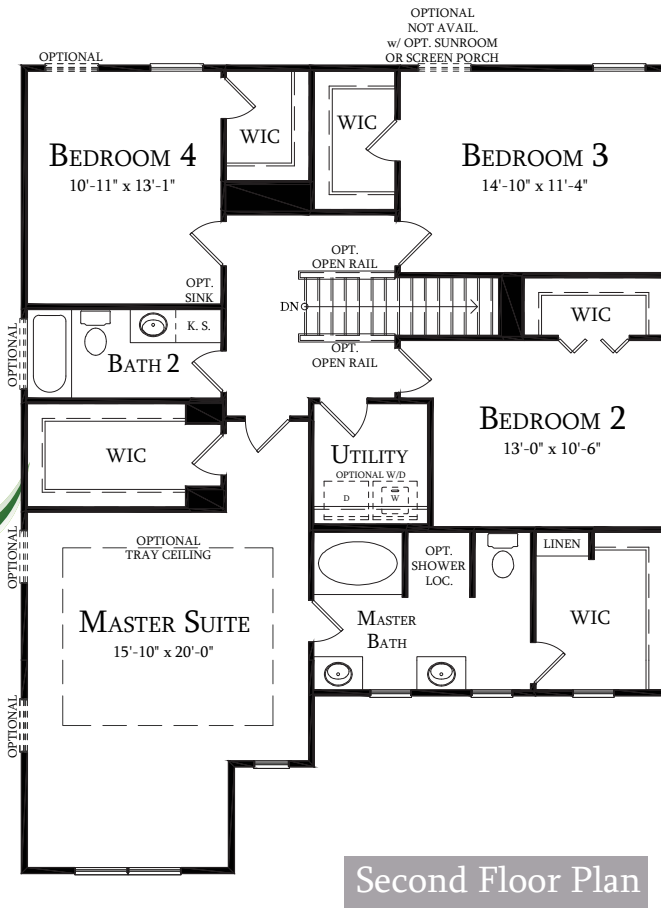 OPTIONAL
NOT AVAIL.
w/ OPT. SUNROOM
OR SCREEN PORCH
OPTIONAL
WIC
WIC
BEDROOM 4
10'-11" x 13'-1"
BEDROOM 3
14'-10" x 11'-4"
OPT.
OPEN RAIL
OPT.
SINK
DN
WIC
K. S.
OPTIONAL
BATH 2
OPT.
OPEN RAIL
BEDROOM 2
13'-0" x 10'-6"
WIC
UTILITY
OPTIONAL W/D
D
W
OPTIONAL
OPTIONAL
TRAY CEILING
OPT.
SHOWER
LOC.
LINEN
MASTER SUITE
15'-10" x 20'-0"
MASTER
BATH
WIC
OPTIONAL
Second Floor Plan